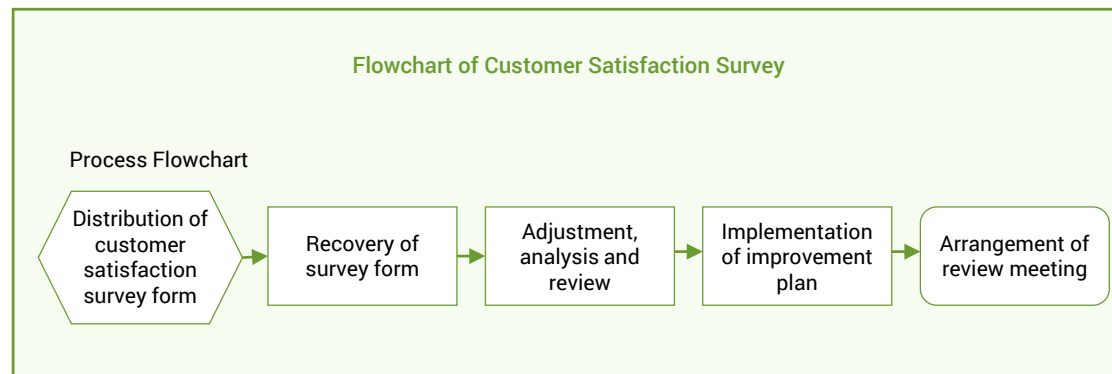 Flowchart of Customer Satisfaction Survey
Process Flowchart
Distribution of
customer
satisfaction
survey form
Recovery of
survey form
Adjustment,
analysis and
review
Implementation
of improvement
plan
Arrangement of
review meeting